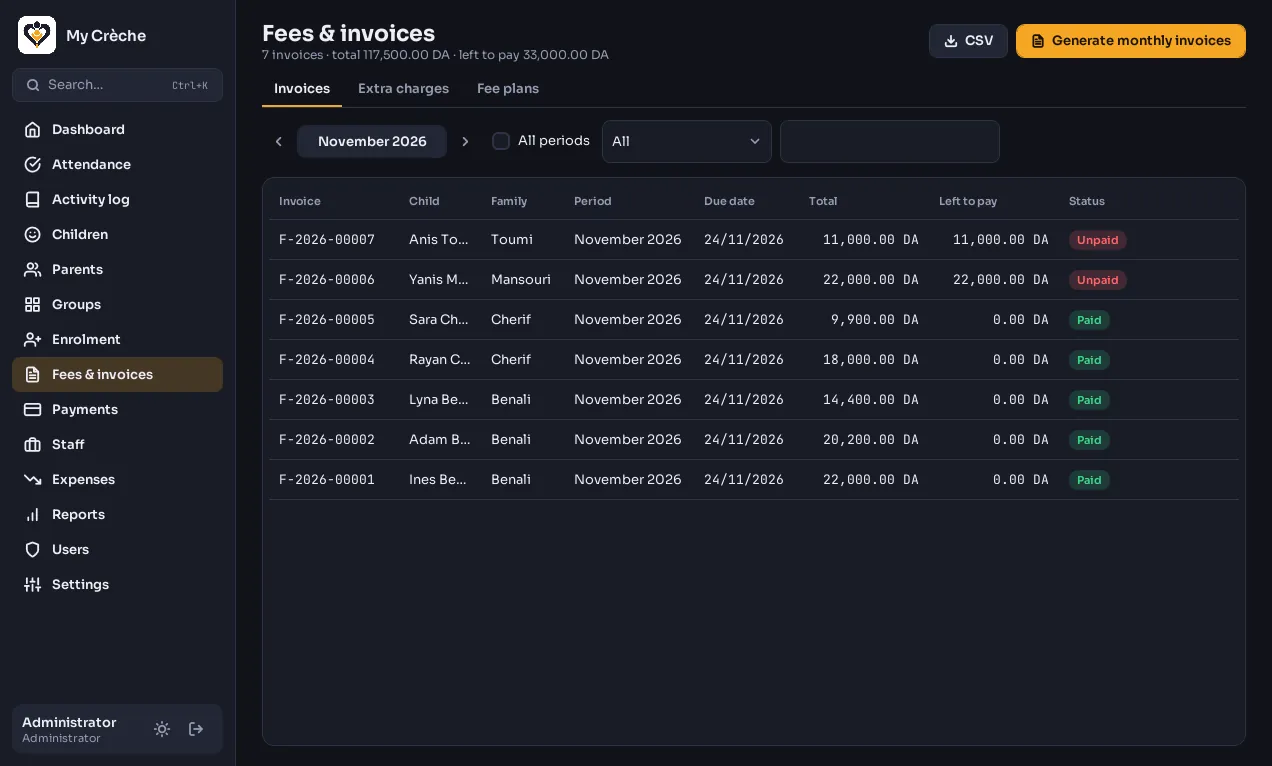 My Crèche
Search...
Ctrl+K
Dashboard
Attendance
Activity log
Children
Parents
Groups
Enrolment
Fees & invoices
Payments
Staff
Expenses
Reports
Users
Settings
Administrator
Administrator
Fees & invoices
7 invoices · total 117,500.00 DA · left to pay 33,000.00 DA
CSV
Generate monthly invoices
Invoices Extra charges Fee plans
November 2026 All periods All
Invoice Child Family Period Due date Total Left to pay Status
F-2026-00007 Anis To... Toumi November 2026 24/11/2026 11,000.00 DA 11,000.00 DA Unpaid
F-2026-00006 Yanis M... Mansouri November 2026 24/11/2026 22,000.00 DA 22,000.00 DA Unpaid
F-2026-00005 Sara Ch... Cherif November 2026 24/11/2026 9,900.00 DA 0.00 DA Paid
F-2026-00004 Rayan C... Cherif November 2026 24/11/2026 18,000.00 DA 0.00 DA Paid
F-2026-00003 Lyna Be... Benali November 2026 24/11/2026 14,400.00 DA 0.00 DA Paid
F-2026-00002 Adam B... Benali November 2026 24/11/2026 20,200.00 DA 0.00 DA Paid
F-2026-00001 Ines Be... Benali November 2026 24/11/2026 22,000.00 DA 0.00 DA Paid